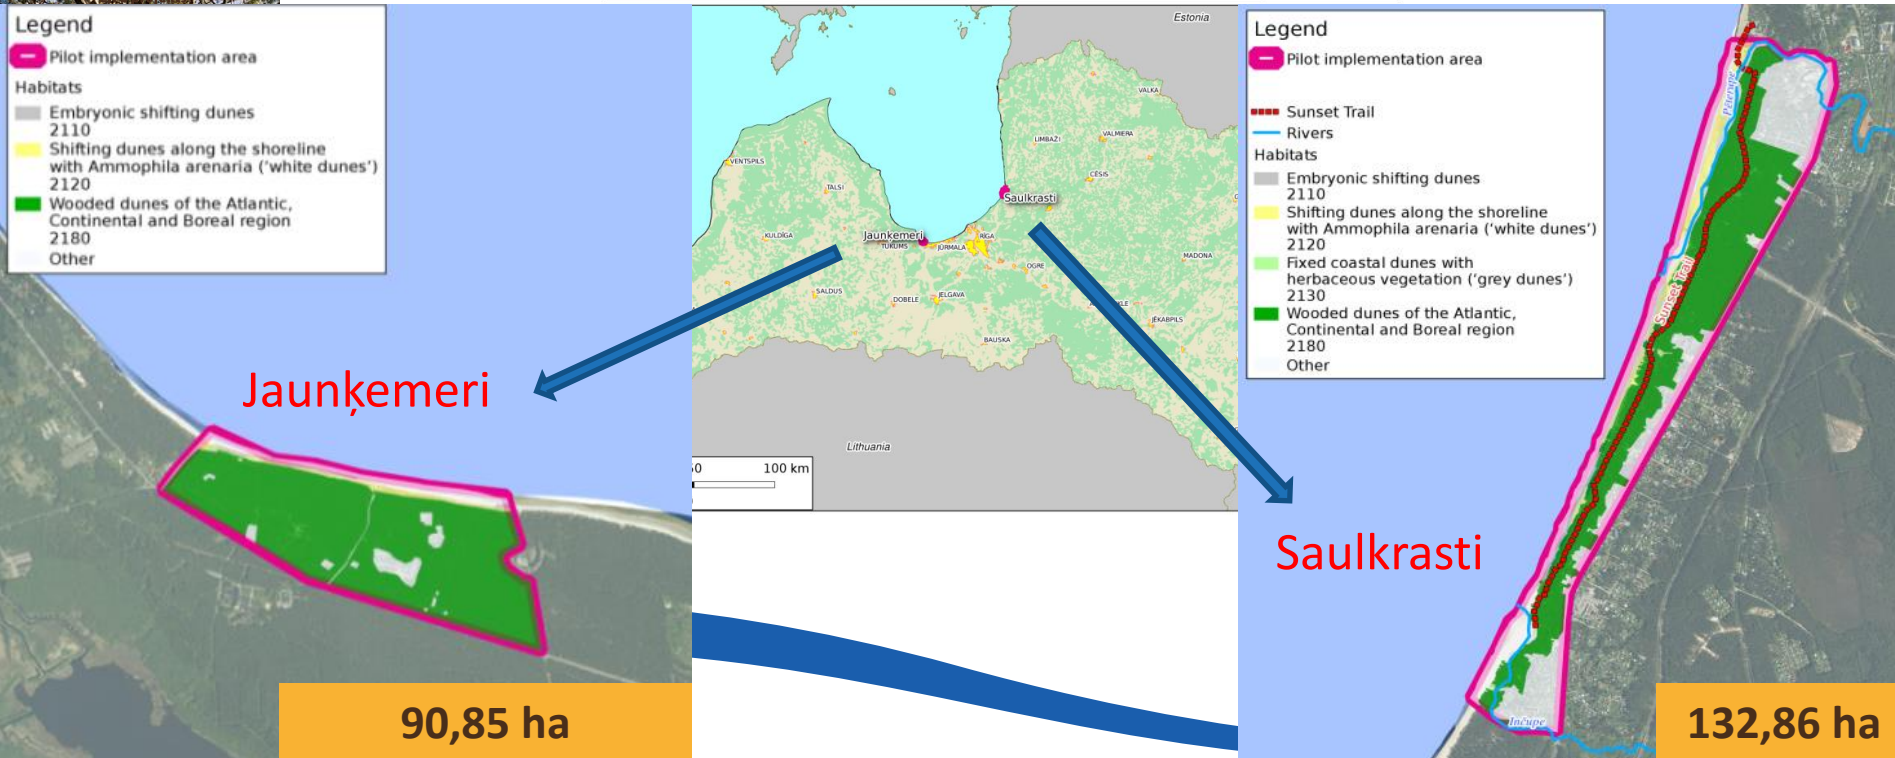 Legend
Pilot implementation area
Habitats
Embryonic shifting dunes
2110
Shifting dunes along the shoreline
with Ammophila arenaria (‘white dunes’)
2120
Wooded dunes of the Atlantic,
Continental and Boreal region
2180
Other
Jaunķemeri
90,85 ha
Estonia
VALKA
LIMBAŽI
VALMIERA
VENTSPILS
CĒSIS
TALSI
Saulkrasti
KULDĪGA
Jaunķemeri
TUKUMS
JŪRMALA
RĪGA
MADONA
OGRE
SALDUS
DOBELE
JELGAVA
JĒKABPILS
BAUSKA
Lithuania
100 km
Legend
Pilot implementation area
Sunset Trail
Rivers
Habitats
Embryonic shifting dunes
2110
Shifting dunes along the shoreline
with Ammophila arenaria (‘white dunes’)
2120
Fixed coastal dunes with
herbaceous vegetation (‘grey dunes’)
2130
Wooded dunes of the Atlantic,
Continental and Boreal region
2180
Other
Pēterupe
Sunset Trail
Saulkrasti
Inčupe
132,86 ha